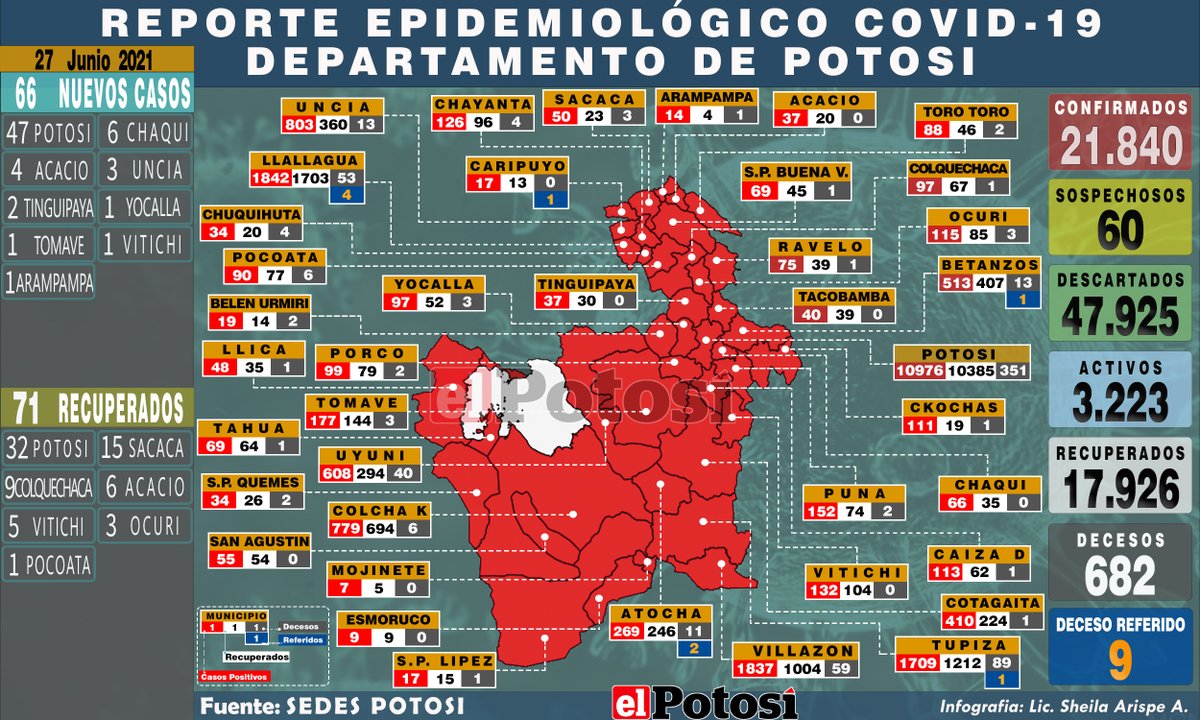 REPORTE EPIDEMIOLÓGICO COVID-19
DEPARTAMENTO DE POTOSI
27 Junio 2021
66 NUEVOS CASOS
47 POTOSI 6 CHAQUI
4 ACACIO 3 UNCIA
2 TINGUIPAYA 1 YOCALLA
1 TOMAVE 1 VITICHI
1 ARAMPAMPA
71 RECUPERADOS
32 POTOSI 15 SACACA
9 COLQUECHACA 6 ACACIO
5 VITICHI 3 OCURI
1 POCOATA
UNCIA
803 360 13
CHAYANTA
126 96 4
SACACA
50 23 3
ARAMPAMPA
14 4 1
ACACIO
37 20 0
TORO TORO
88 46 2
LLALLAGUA
1842 1703 53
4
CARIPUYO
17 13 0
1
S.P. BUENA V.
69 45 1
COLQUECHACA
97 67 1
CHUQUIHUTA
34 20 4
OCURI
115 85 3
POCOATA
90 77 6
RAVELO
75 39 1
YOCALLA
97 52 3
TINGUIPAYA
37 30 0
BETANZOS
513 407 13
1
TACOBAMBA
40 39 0
BELEN URMIRI
19 14 2
LLICA
48 35 1
PORCO
99 79 2
POTOSI
10976 10385 351
TOMAVE
177 144 3
CKOCHAS
111 19 1
TAHUA
69 64 1
UYUNI
608 294 40
S.P. QUEMES
34 26 2
PUNA
152 74 2
CHAQUI
66 35 0
COLCHA K
779 694 6
SAN AGUSTIN
55 54 0
CAIZA D
113 62 1
MOJINETE
7 5 0
VITICHI
132 104 0
COTAGAITA
410 224 1
ESMORUCO
9 9 0
ATOCHA
269 246 11
2
VILLAZON
1837 1004 59
TUPIZA
1709 1212 89
1
S.P. LIPEZ
17 15 1
el Potosí
MUNICIPIO
1 1 1 Decesos
1 Referidos
Recuperados
Casos Positivos
CONFIRMADOS
21.840
SOSPECHOSOS
60
DESCARTADOS
47.925
ACTIVOS
3.223
RECUPERADOS
17.926
DECESOS
682
DECESO REFERIDO
9
Fuente: SEDES POTOSI
el Potosí
Infografia: Lic. Sheila Arispe A.